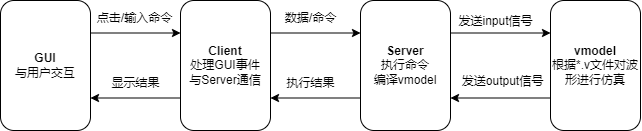 点击/输入命令
数据/命令
发送input信号
GUI
与用户交互
Client
处理GUI事件
与Server通信
Server
执行命令
编译vmodel
vmodel
根据*.v文件对波
形进行仿真
显示结果
执行结果
发送output信号